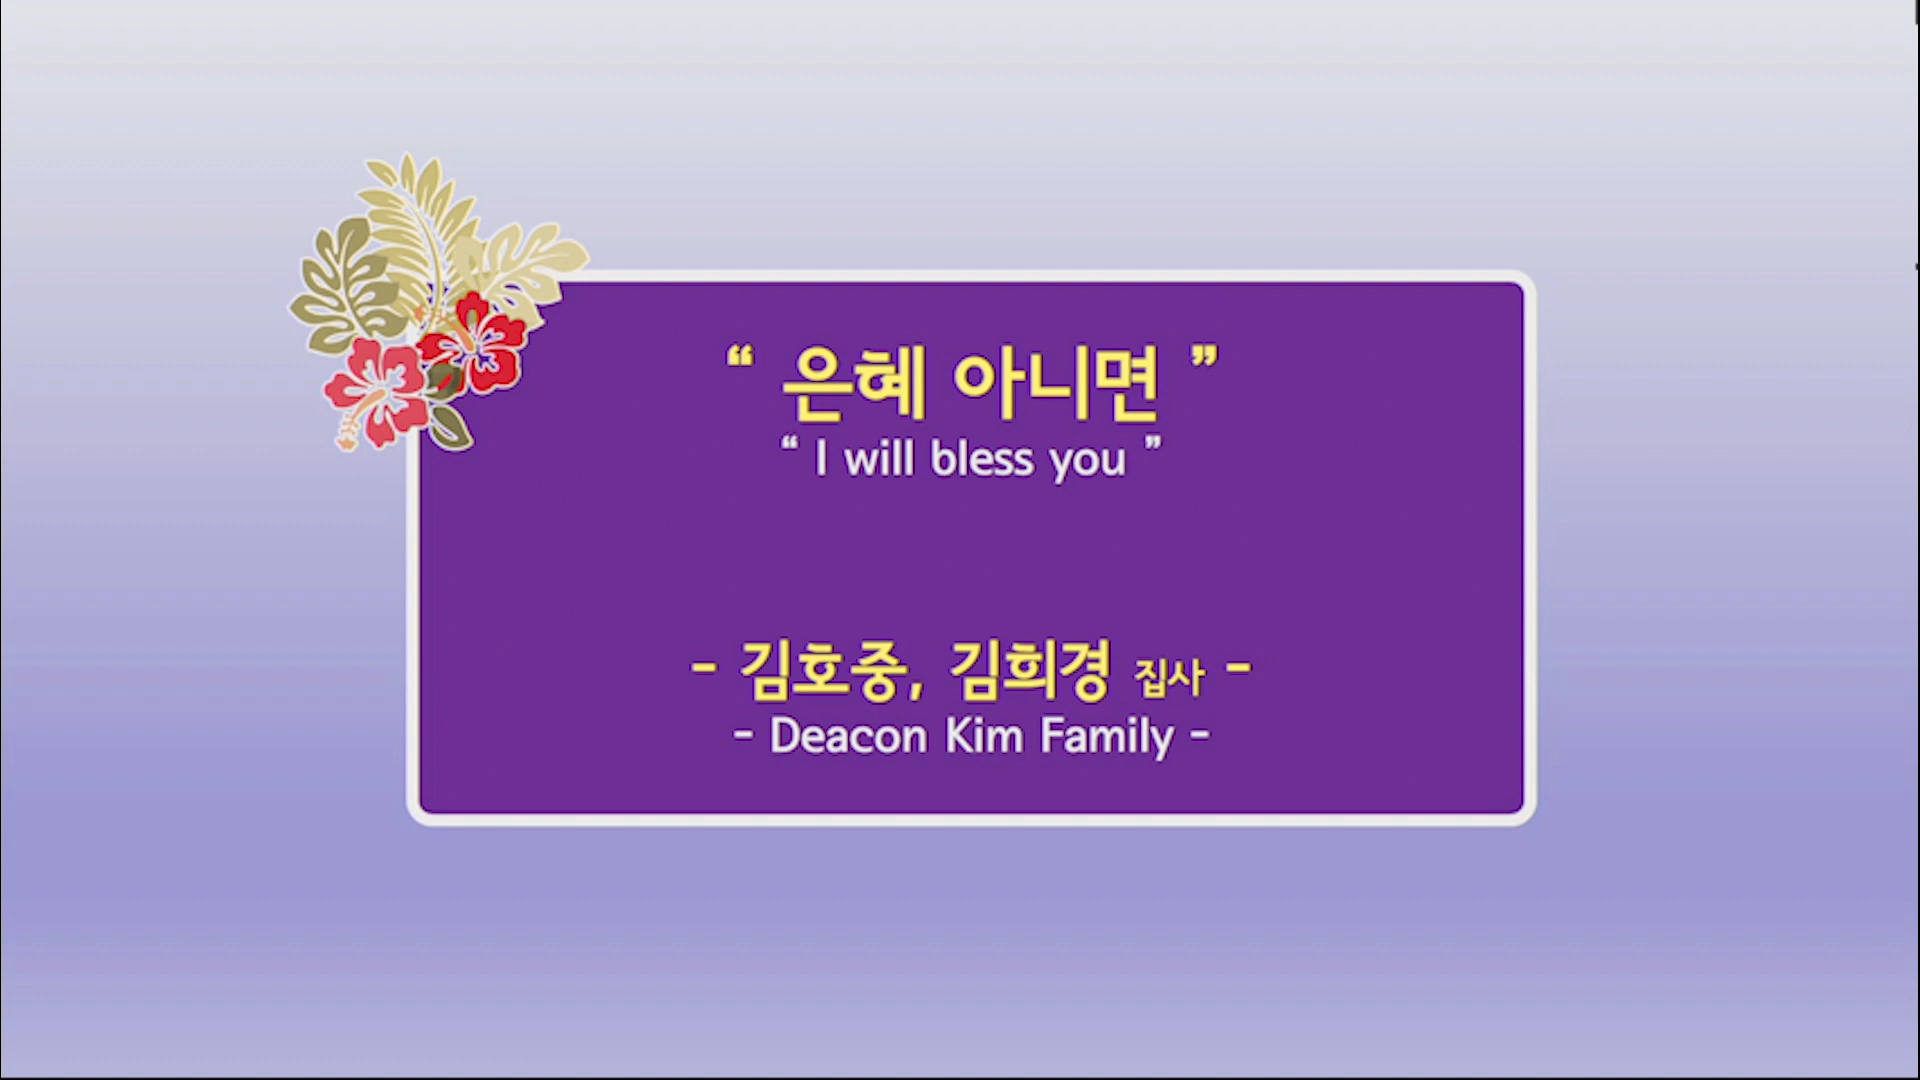 “ 은혜 아니면 ”
“ I will bless you ”
- 김호중, 김희경 집사 -
- Deacon Kim Family -